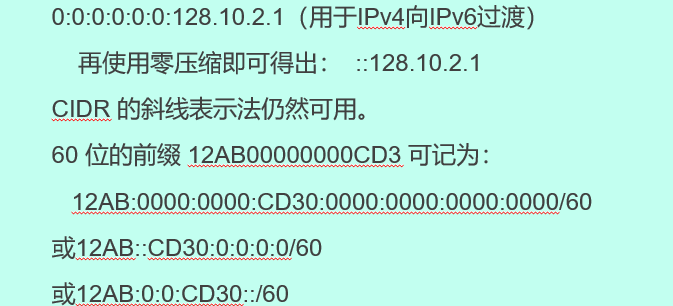 0:0:0:0:0:0:128.10.2.1（用于IPv4向IPv6过渡）
再使用零压缩即可得出： ::128.10.2.1
CIDR 的斜线表示法仍然可用。
60 位的前缀 12AB00000000CD3 可记为：
12AB:0000:0000:CD30:0000:0000:0000:0000/60
或12AB::CD30:0:0:0:0/60
或12AB:0:0:CD30::/60